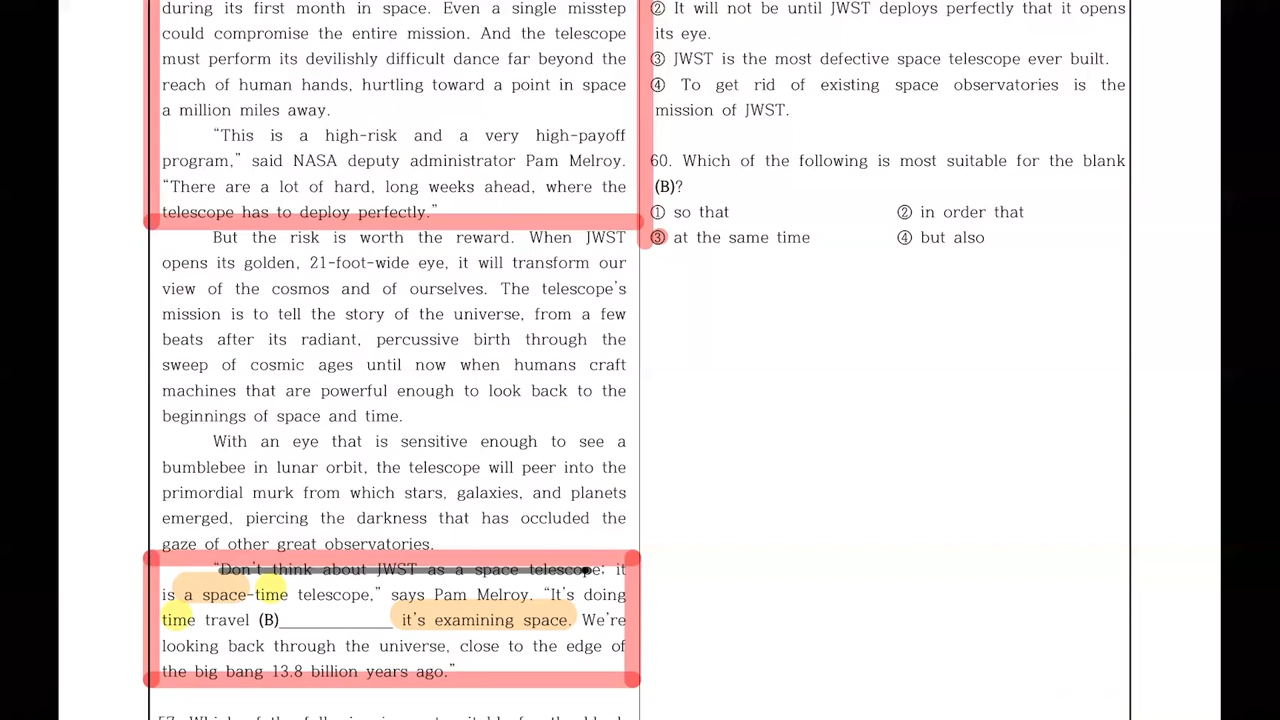 during its first month in space. Even a single misstep
could compromise the entire mission. And the telescope
must perform its devilishly difficult dance far beyond the
reach of human hands, hurtling toward a point in space
a million miles away.
“This is a high-risk and a very high-payoff
program,” said NASA deputy administrator Pam Melroy.
“There are a lot of hard, long weeks ahead, where the
telescope has to deploy perfectly.”
But the risk is worth the reward. When JWST
opens its golden, 21-foot-wide eye, it will transform our
view of the cosmos and of ourselves. The telescope’s
mission is to tell the story of the universe, from a few
beats after its radiant, percussive birth through the
sweep of cosmic ages until now when humans craft
machines that are powerful enough to look back to the
beginnings of space and time.
With an eye that is sensitive enough to see a
bumblebee in lunar orbit, the telescope will peer into the
primordial murk from which stars, galaxies, and planets
emerged, piercing the darkness that has occluded the
gaze of other great observatories.
“Don’t think about JWST as a space telescope; it
is a space-time telescope,” says Pam Melroy. “It’s doing
time travel (B)____________ it’s examining space. We’re
looking back through the universe, close to the edge of
the big bang 13.8 billion years ago.”
② It will not be until JWST deploys perfectly that it opens
its eye.
③ JWST is the most defective space telescope ever built.
④ To get rid of existing space observatories is the
mission of JWST.
60. Which of the following is most suitable for the blank
(B)?
① so that ② in order that
③ at the same time ④ but also